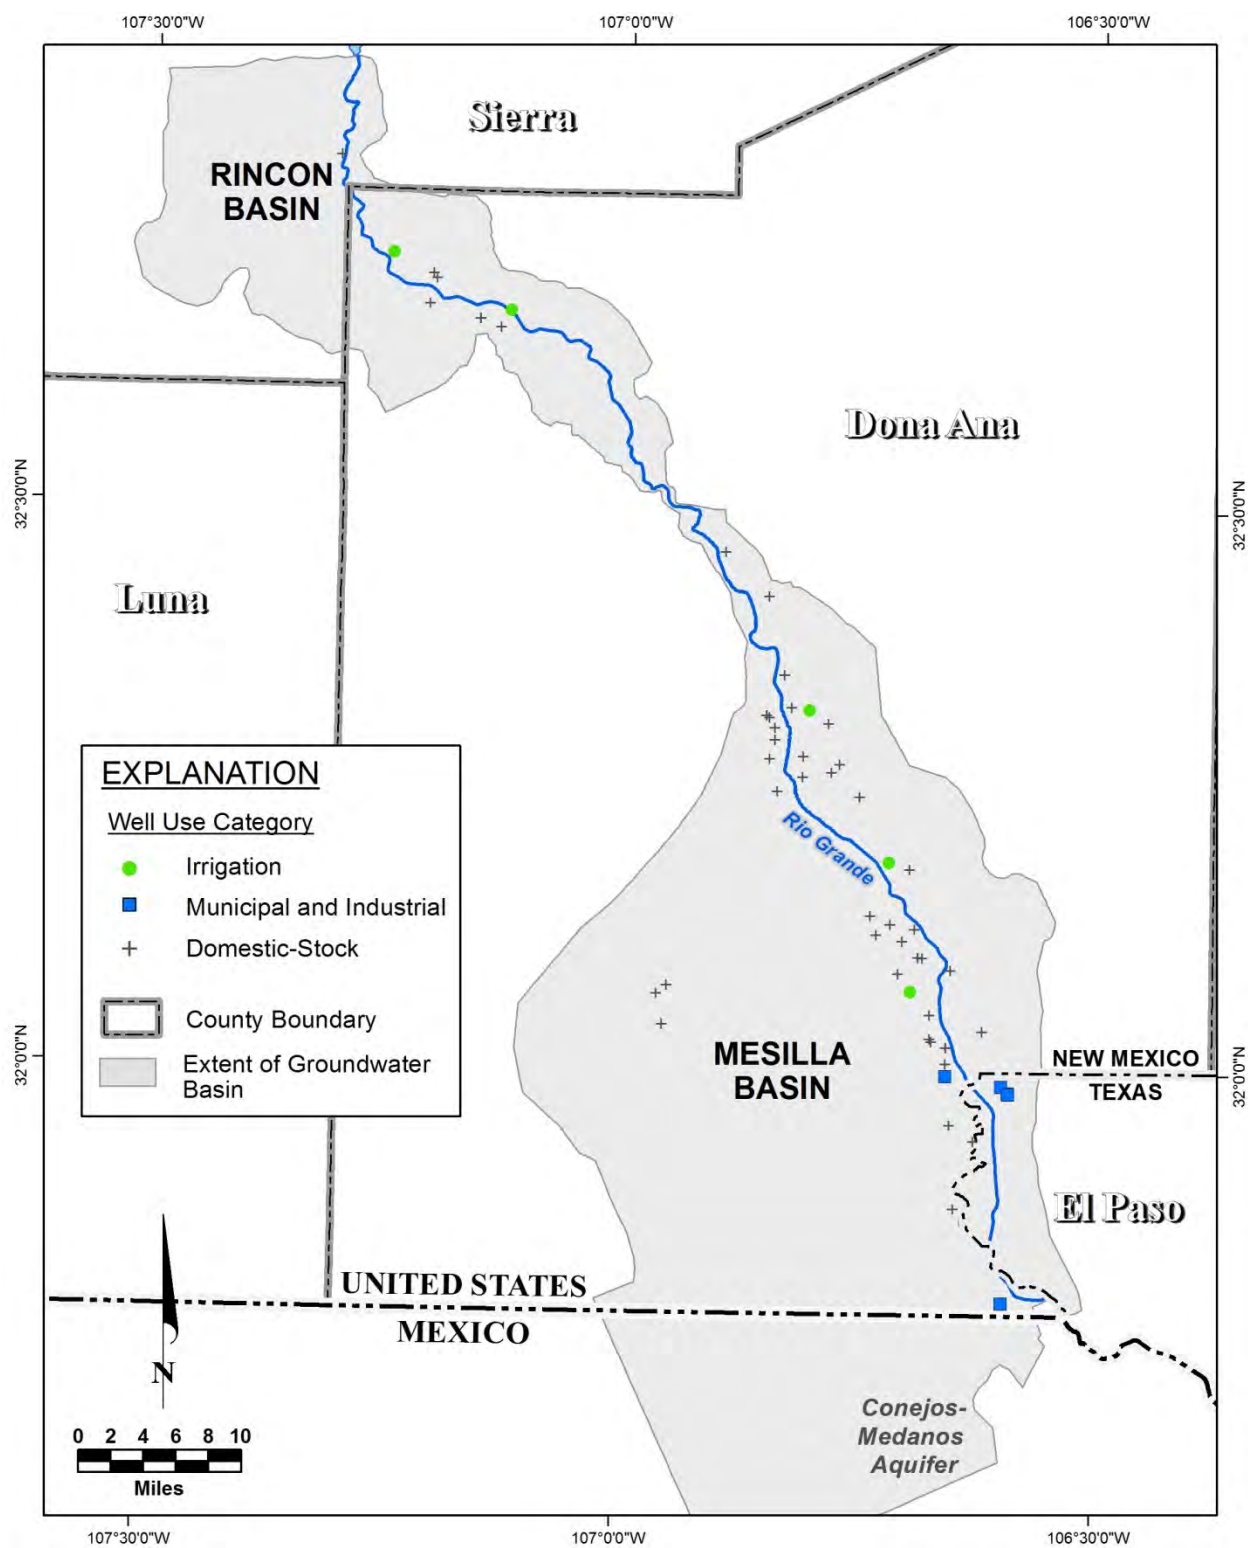 107°30'0"W
107°0'0"W
106°30'0"W
Sierra
RINCON
BASIN
Dona Ana
32°30'0"N
32°30'0"N
Luna
EXPLANATION
Well Use Category
Irrigation
Municipal and Industrial
Domestic-Stock
County Boundary
Extent of Groundwater
Basin
Rio Grande
MESILLA
BASIN
NEW MEXICO
TEXAS
32°0'0"N
32°0'0"N
El Paso
UNITED STATES
MEXICO
N
Conejos-
Medanos
Aquifer
0 2 4 6 8 10
Miles
107°30'0"W
107°0'0"W
106°30'0"W